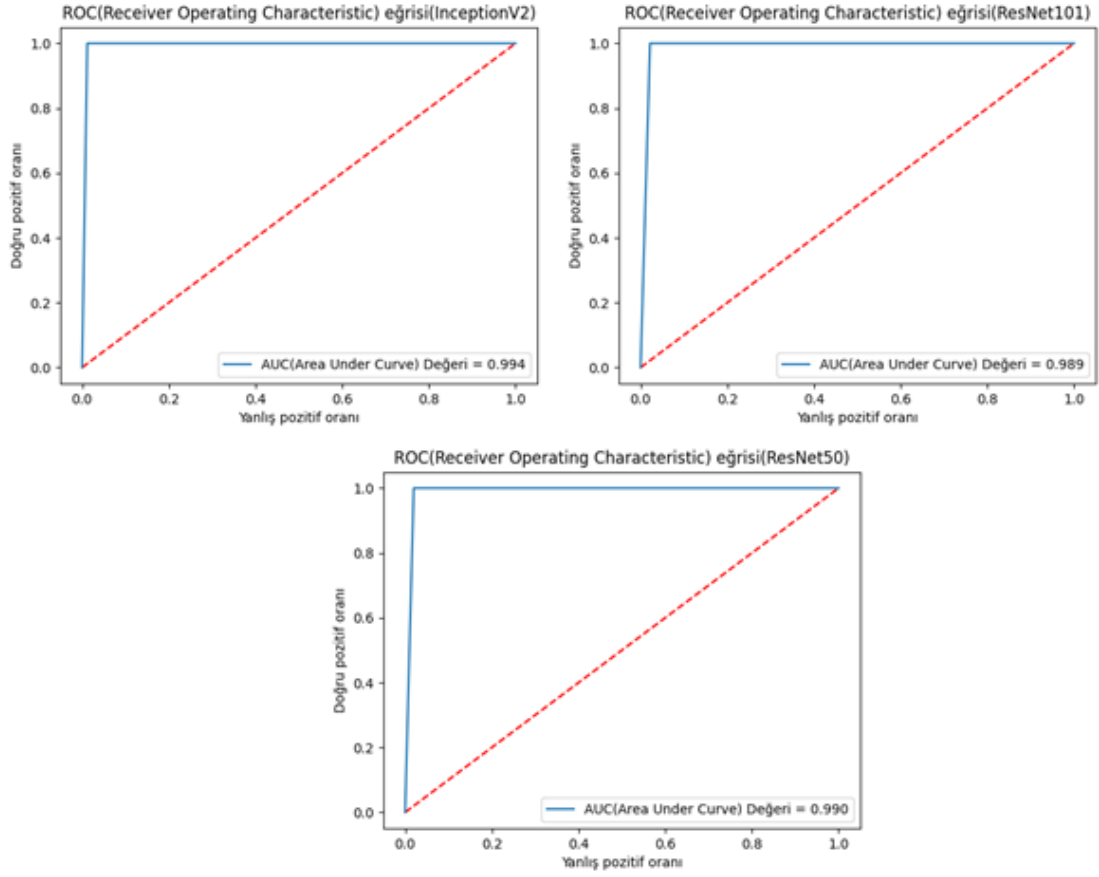 ROC(Receiver Operating Characteristic) eğrisi(InceptionV2)
1.0
0.8
0.6
0.4
0.2
0.0
Doğru pozitif oranı
AUC(Area Under Curve) Değeri = 0.994
0.0 0.2 0.4 0.6 0.8 1.0
Yanlış pozitif oranı
ROC(Receiver Operating Characteristic) eğrisi(ResNet101)
1.0
0.8
0.6
0.4
0.2
0.0
Doğru pozitif oranı
AUC(Area Under Curve) Değeri = 0.989
0.0 0.2 0.4 0.6 0.8 1.0
Yanlış pozitif oranı
ROC(Receiver Operating Characteristic) eğrisi(ResNet50)
1.0
0.8
0.6
0.4
0.2
0.0
Doğru pozitif oranı
AUC(Area Under Curve) Değeri = 0.990
0.0 0.2 0.4 0.6 0.8 1.0
Yanlış pozitif oranı